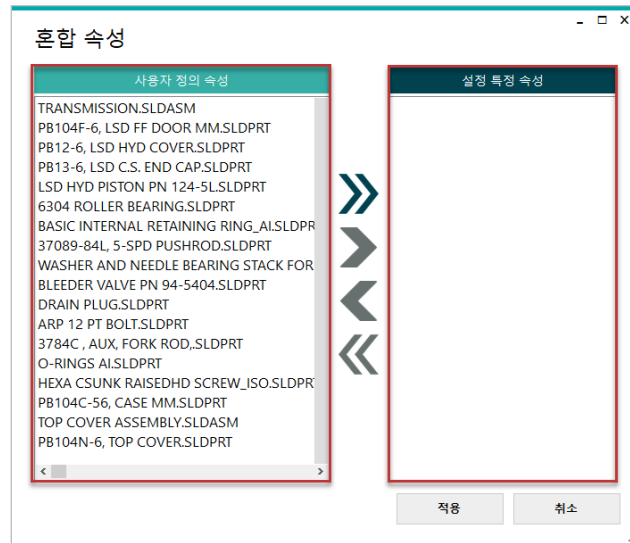 혼합 속성
사용자 정의 속성
TRANSMISSION.SLDASM
PB104F-6, LSD FF DOOR MM.SLDPRT
PB12-6, LSD HYD COVER.SLDPRT
PB13-6, LSD C.S. END CAP.SLDPRT
LSD HYD PISTON PN 124-5L.SLDPRT
6304 ROLLER BEARING.SLDPRT
BASIC INTERNAL RETAINING RING_AI.SLDPR
37089-84L, 5-SPD PUSHROD.SLDPRT
WASHER AND NEEDLE BEARING STACK FOR
BLEEDER VALVE PN 94-5404.SLDPRT
DRAIN PLUG.SLDPRT
ARP 12 PT BOLT.SLDPRT
3784C , AUX, FORK ROD,.SLDPRT
O-RINGS AI.SLDPRT
HEXA CSUNK RAISEDHD SCREW_ISO.SLDPR
PB104C-56, CASE MM.SLDPRT
TOP COVER ASSEMBLY.SLDASM
PB104N-6, TOP COVER.SLDPRT
설정 특정 속성
적용
취소